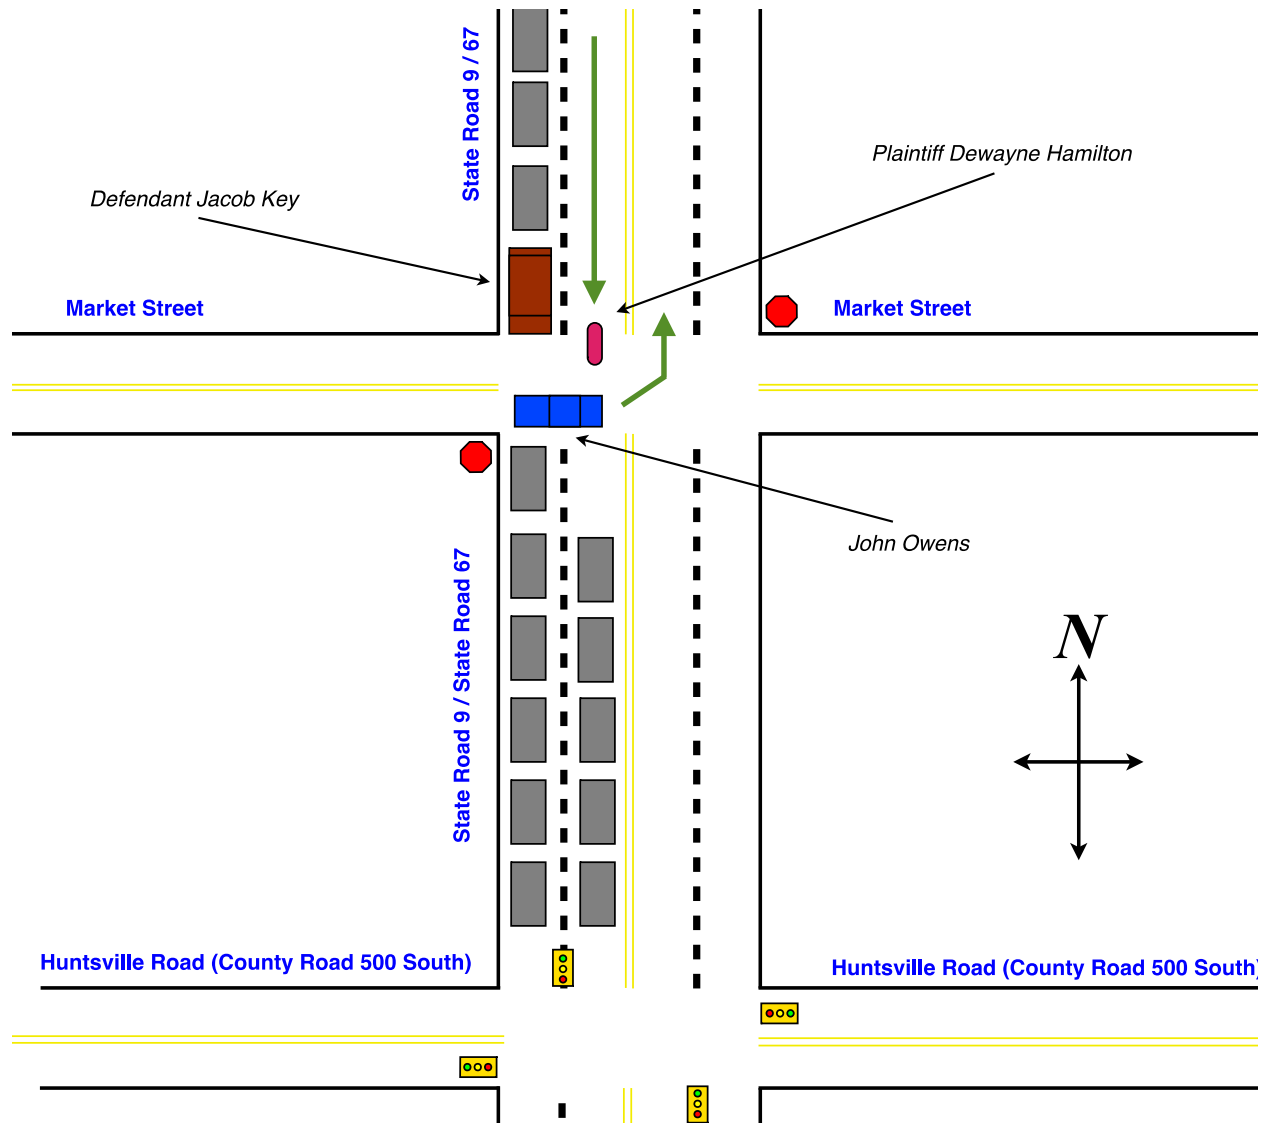 State Road 9 / 67
Plaintiff Dewayne Hamilton
Defendant Jacob Key
Market Street
Market Street
John Owens
State Road 9 / State Road 67
N
Huntsville Road (County Road 500 South)
Huntsville Road (County Road 500 South)